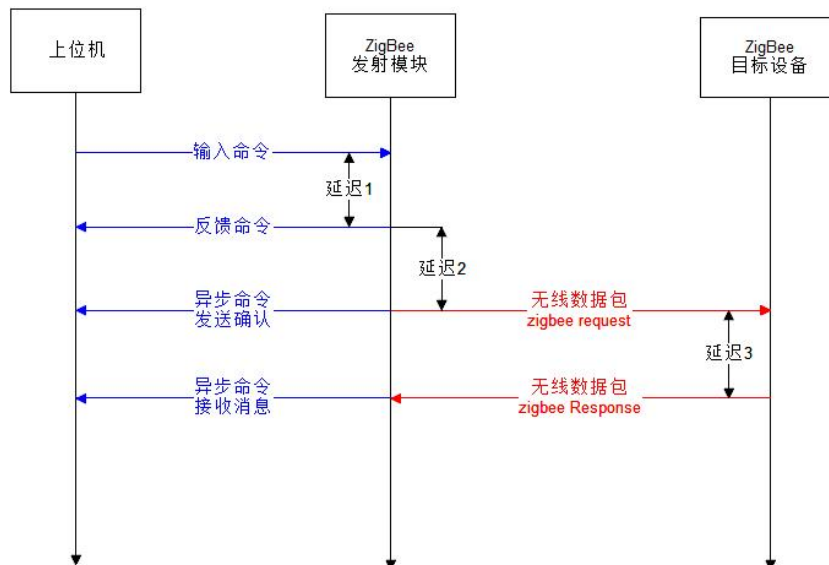 上位机
ZigBee
发射模块
ZigBee
目标设备
输入命令
延迟1
反馈命令
延迟2
异步命令
发送确认
无线数据包
zigbee request
延迟3
异步命令
接收消息
无线数据包
zigbee Response